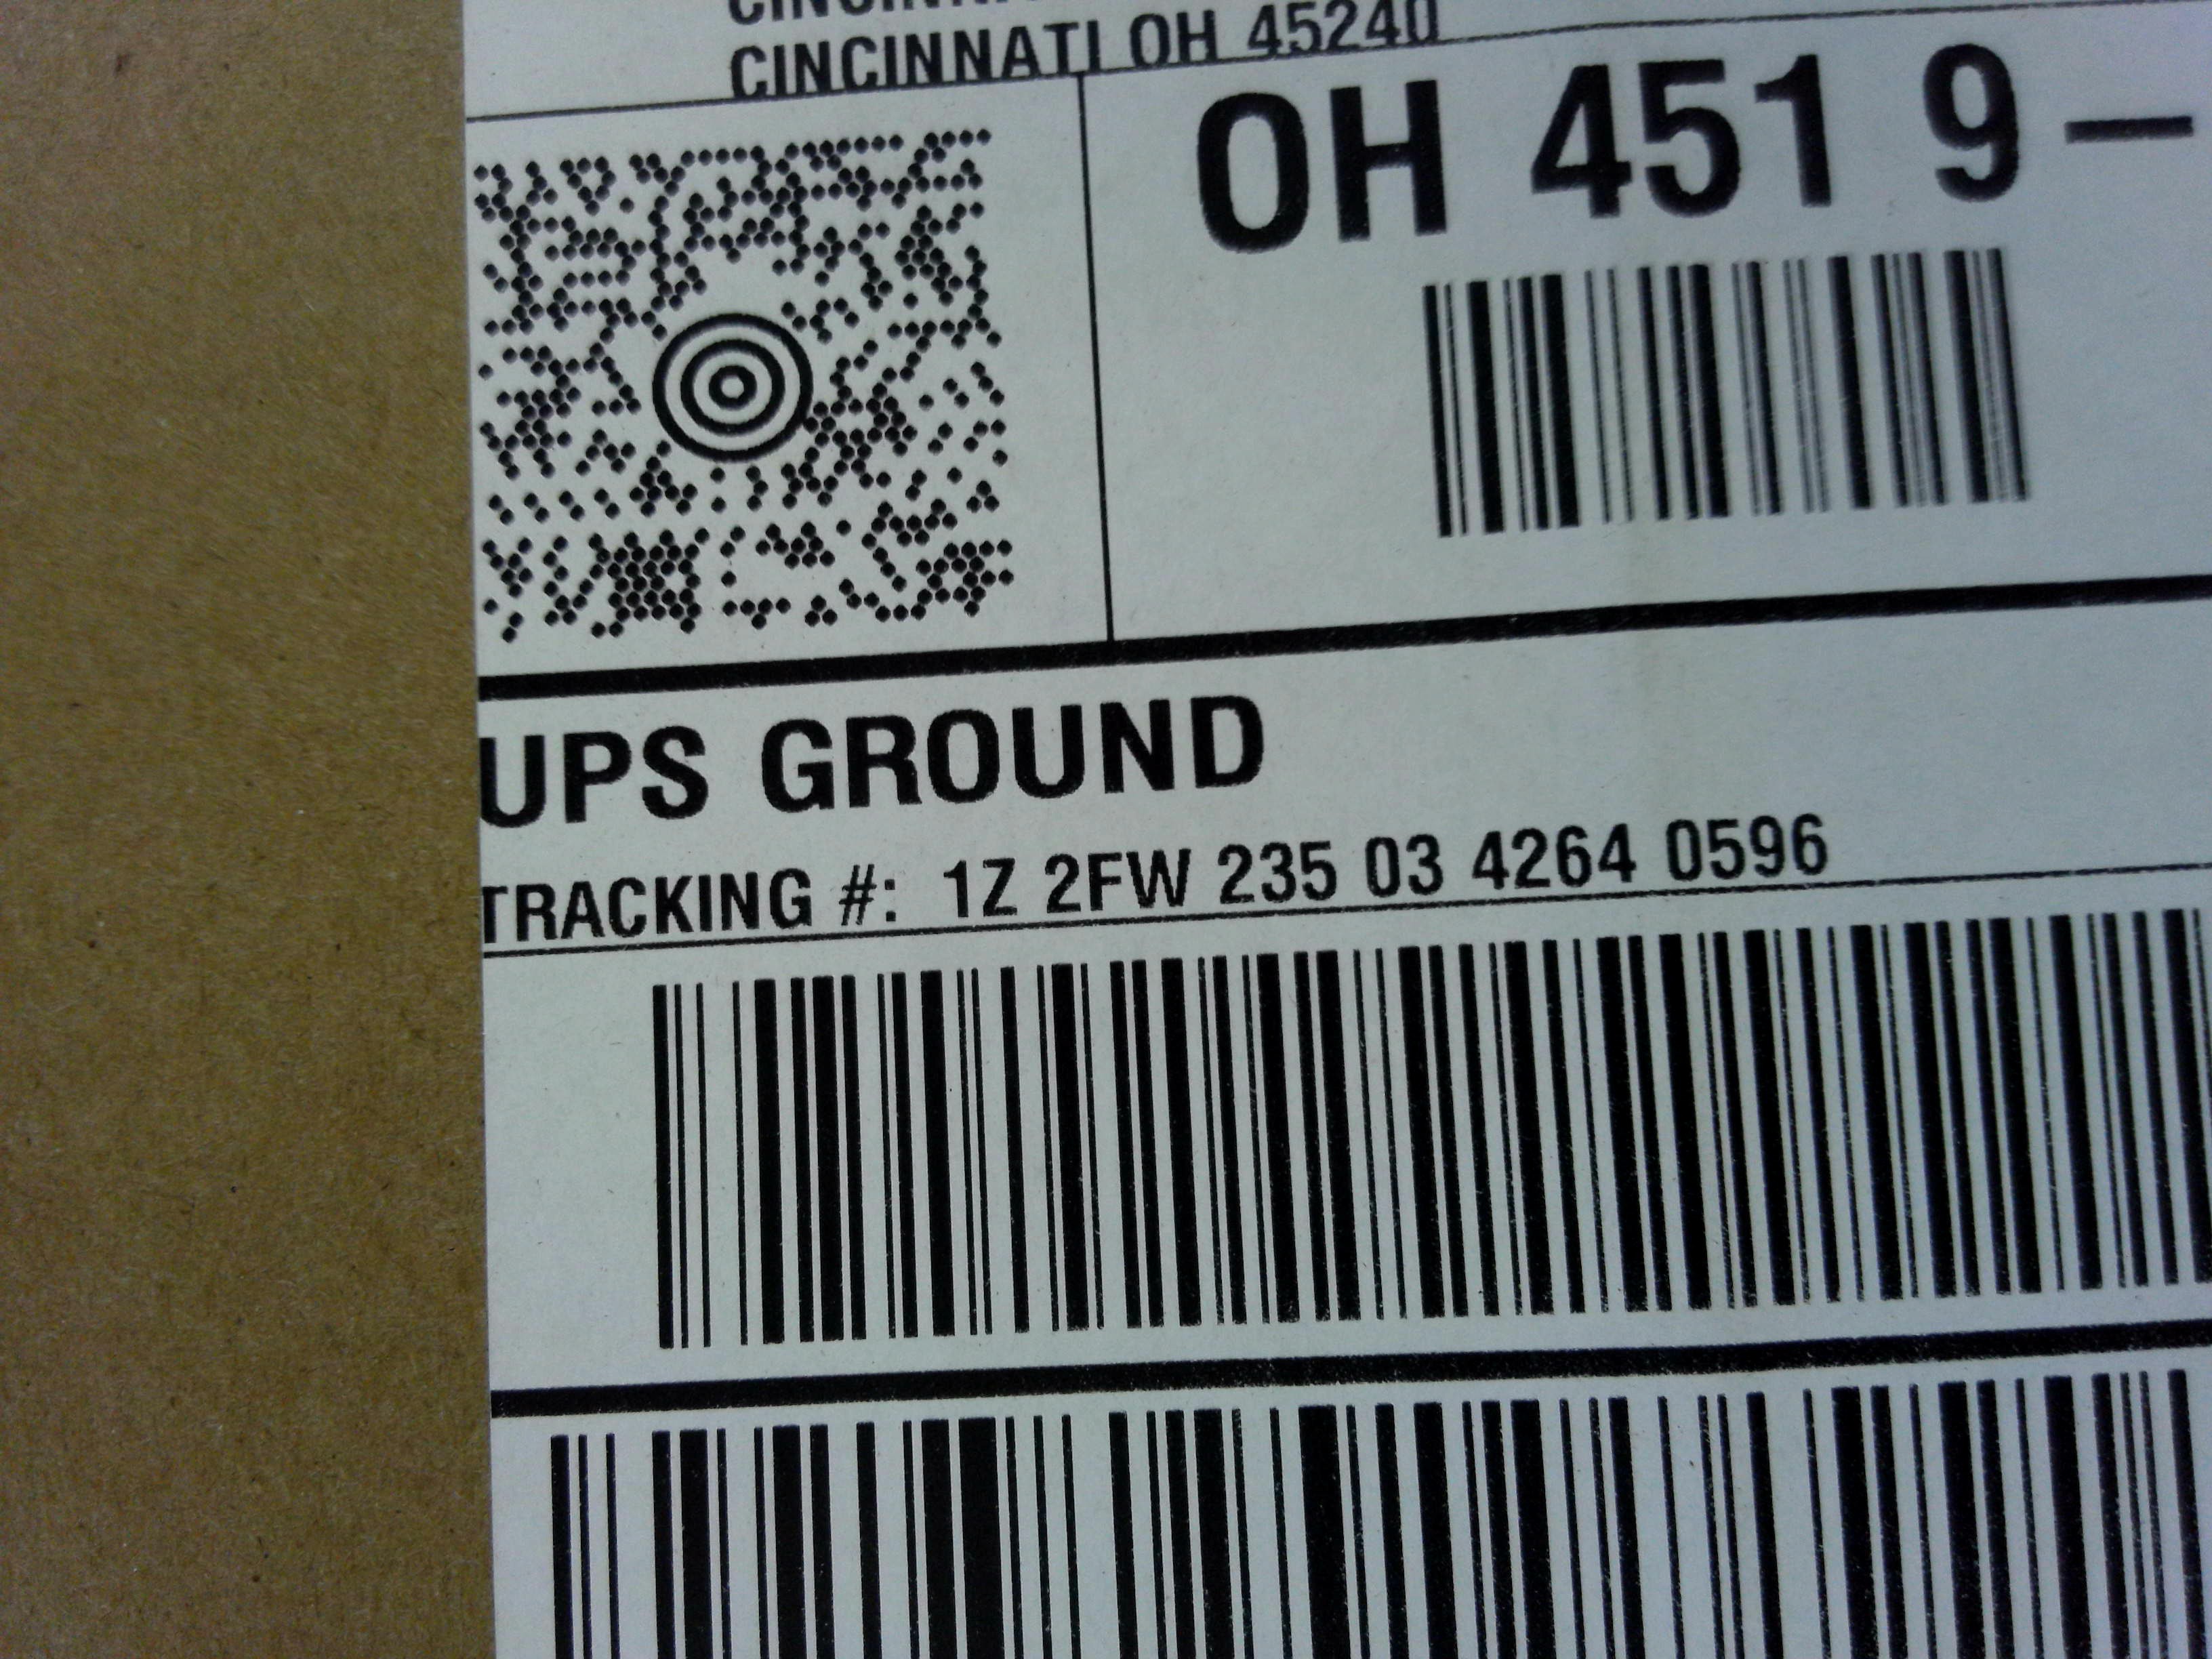 CINCINNATI OH 45240
OH 451 9 –
UPS GROUND
TRACKING #: 1Z 2FW 235 03 4264 0596